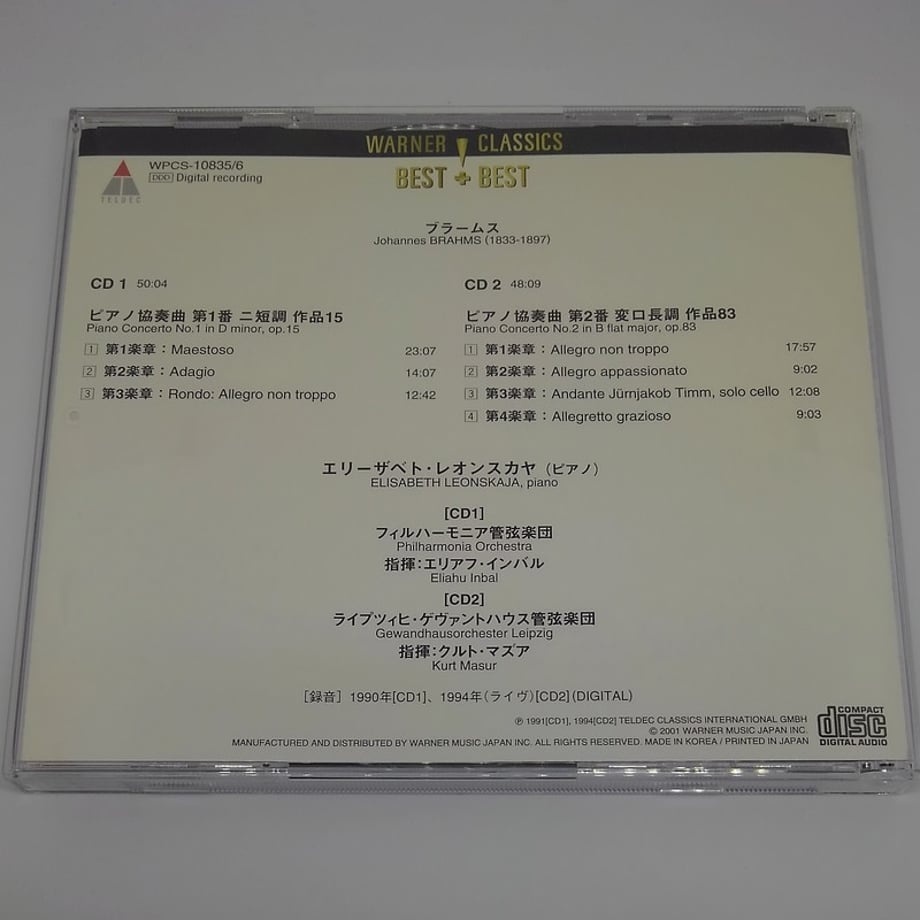 WARNER CLASSICS
BEST + BEST
TELDEC
WPCS-10835/6
DDD Digital recording
ブラームス
Johannes BRAHMS (1833-1897)
CD 1 50:04
ピアノ協奏曲 第1番 ニ短調 作品15
Piano Concerto No.1 in D minor, op.15
1 第1楽章：Maestoso 23:07
2 第2楽章：Adagio 14:07
3 第3楽章：Rondo: Allegro non troppo 12:42
CD 2 48:09
ピアノ協奏曲 第2番 変ロ長調 作品83
Piano Concerto No.2 in B flat major, op.83
1 第1楽章：Allegro non troppo 17:57
2 第2楽章：Allegro appassionato 9:02
3 第3楽章：Andante Jürnjakob Timm, solo cello 12:08
4 第4楽章：Allegretto grazioso 9:03
エリーザベト・レオンスカヤ（ピアノ）
ELISABETH LEONSKAJA, piano
[CD1]
フィルハーモニア管弦楽団
Philharmonia Orchestra
指揮：エリアフ・インバル
Eliahu Inbal
[CD2]
ライプツィヒ・ゲヴァントハウス管弦楽団
Gewandhausorchester Leipzig
指揮：クルト・マズア
Kurt Masur
［録音］1990年[CD1]、1994年（ライヴ）[CD2] (DIGITAL)
℗ 1991[CD1], 1994[CD2] TELDEC CLASSICS INTERNATIONAL GMBH
© 2001 WARNER MUSIC JAPAN INC.
MANUFACTURED AND DISTRIBUTED BY WARNER MUSIC JAPAN INC. ALL RIGHTS RESERVED. MADE IN KOREA / PRINTED IN JAPAN
COMPACT
disc
DIGITAL AUDIO